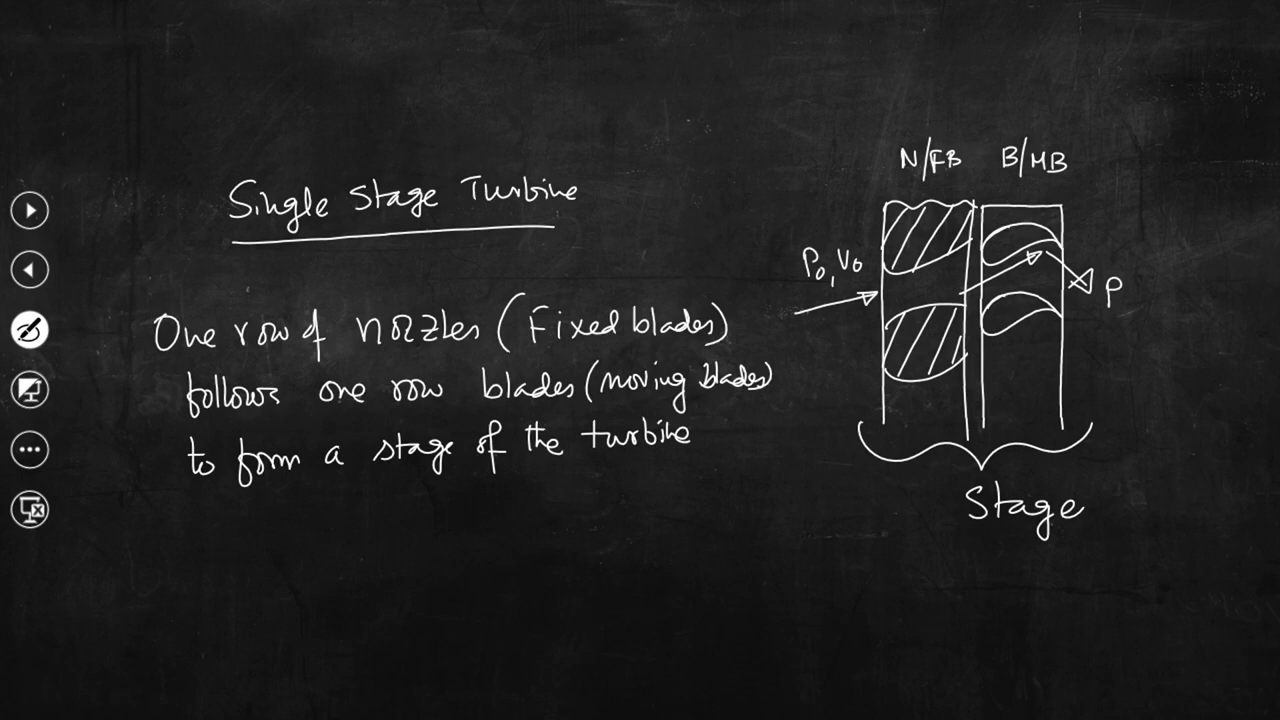 Single Stage Turbine
One row of nozzles (Fixed blades)
follows one row blades (moving blades)
to form a stage of the turbine
N/FB B/MB
P₀, V₀
P
Stage